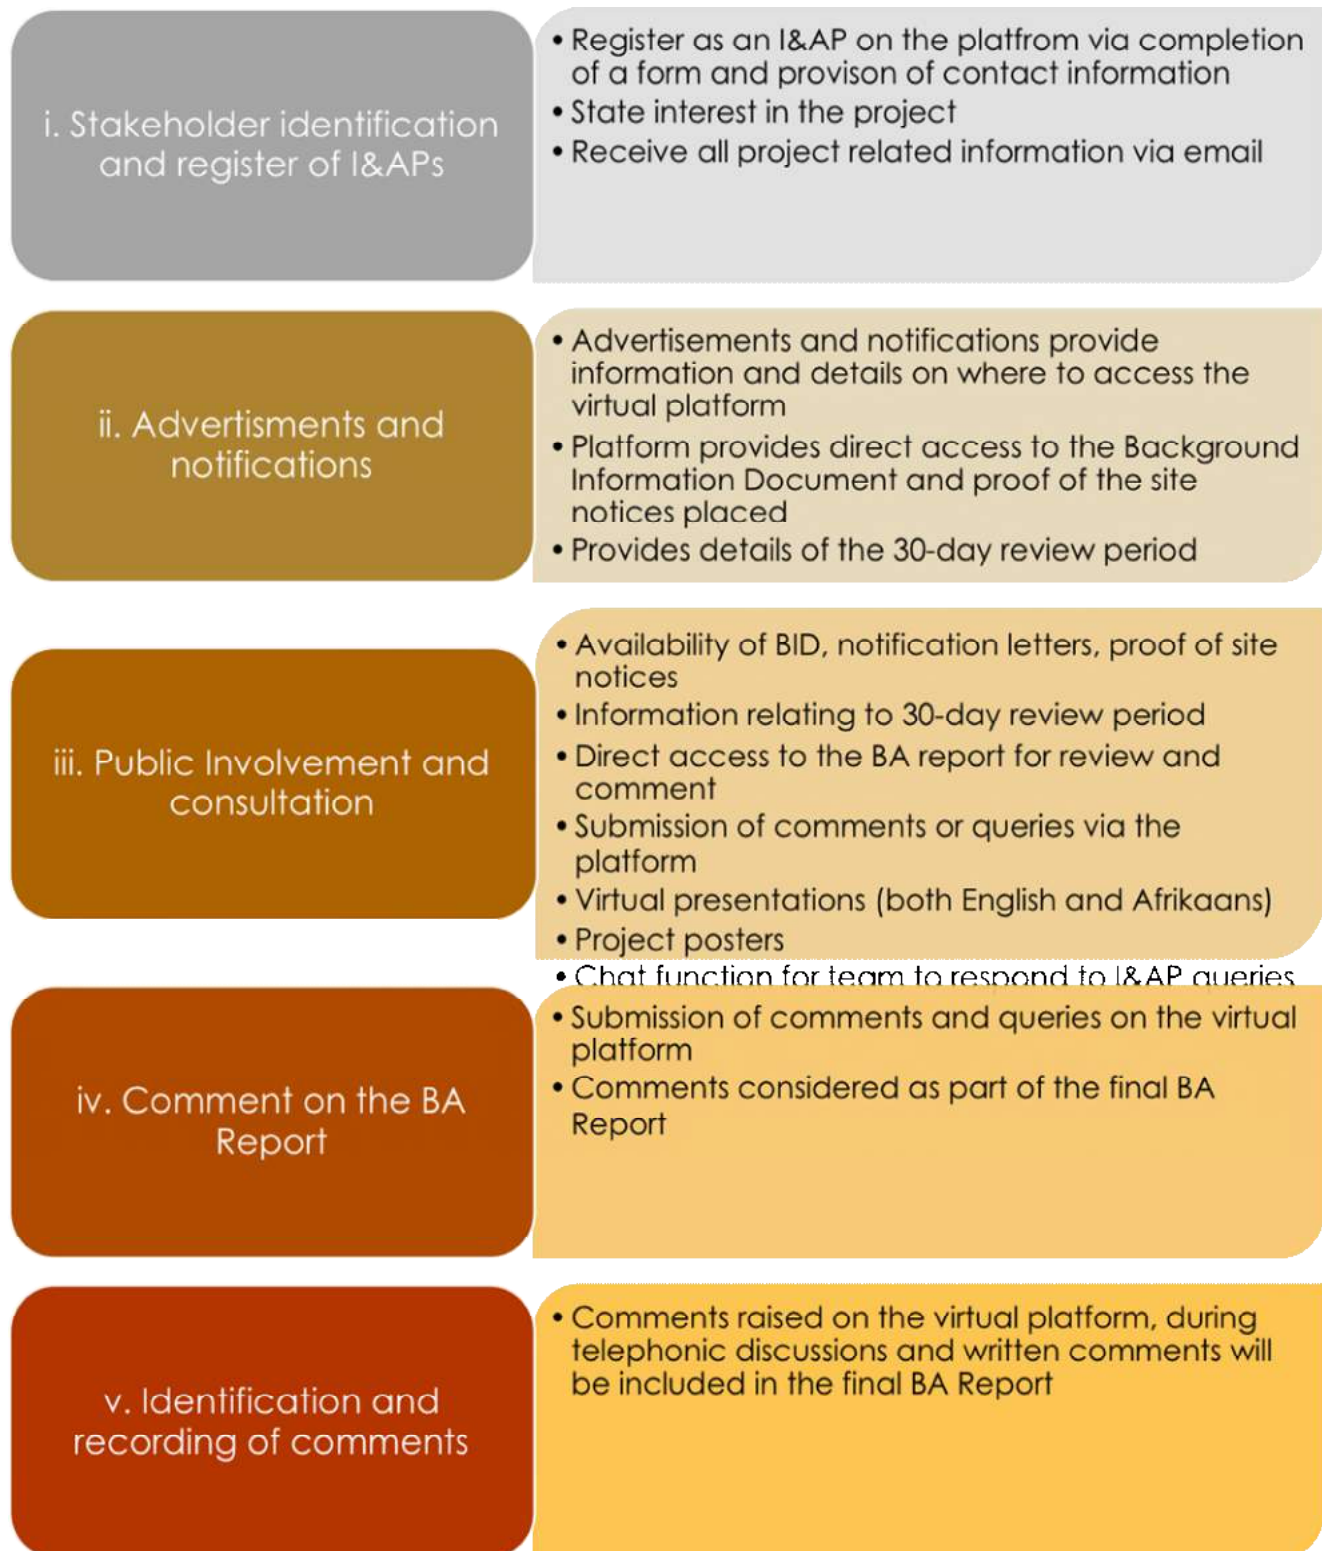 i. Stakeholder identification
and register of I&APs
• Register as an I&AP on the platfrom via completion
of a form and provison of contact information
• State interest in the project
• Receive all project related information via email
ii. Advertisments and
notifications
• Advertisements and notifications provide
information and details on where to access the
virtual platform
• Platform provides direct access to the Background
Information Document and proof of the site
notices placed
• Provides details of the 30-day review period
iii. Public Involvement and
consultation
• Availability of BID, notification letters, proof of site
notices
• Information relating to 30-day review period
• Direct access to the BA report for review and
comment
• Submission of comments or queries via the
platform
• Virtual presentations (both English and Afrikaans)
• Project posters
• Chat function for team to respond to I&AP queries
iv. Comment on the BA
Report
• Submission of comments and queries on the virtual
platform
• Comments considered as part of the final BA
Report
v. Identification and
recording of comments
• Comments raised on the virtual platform, during
telephonic discussions and written comments will
be included in the final BA Report